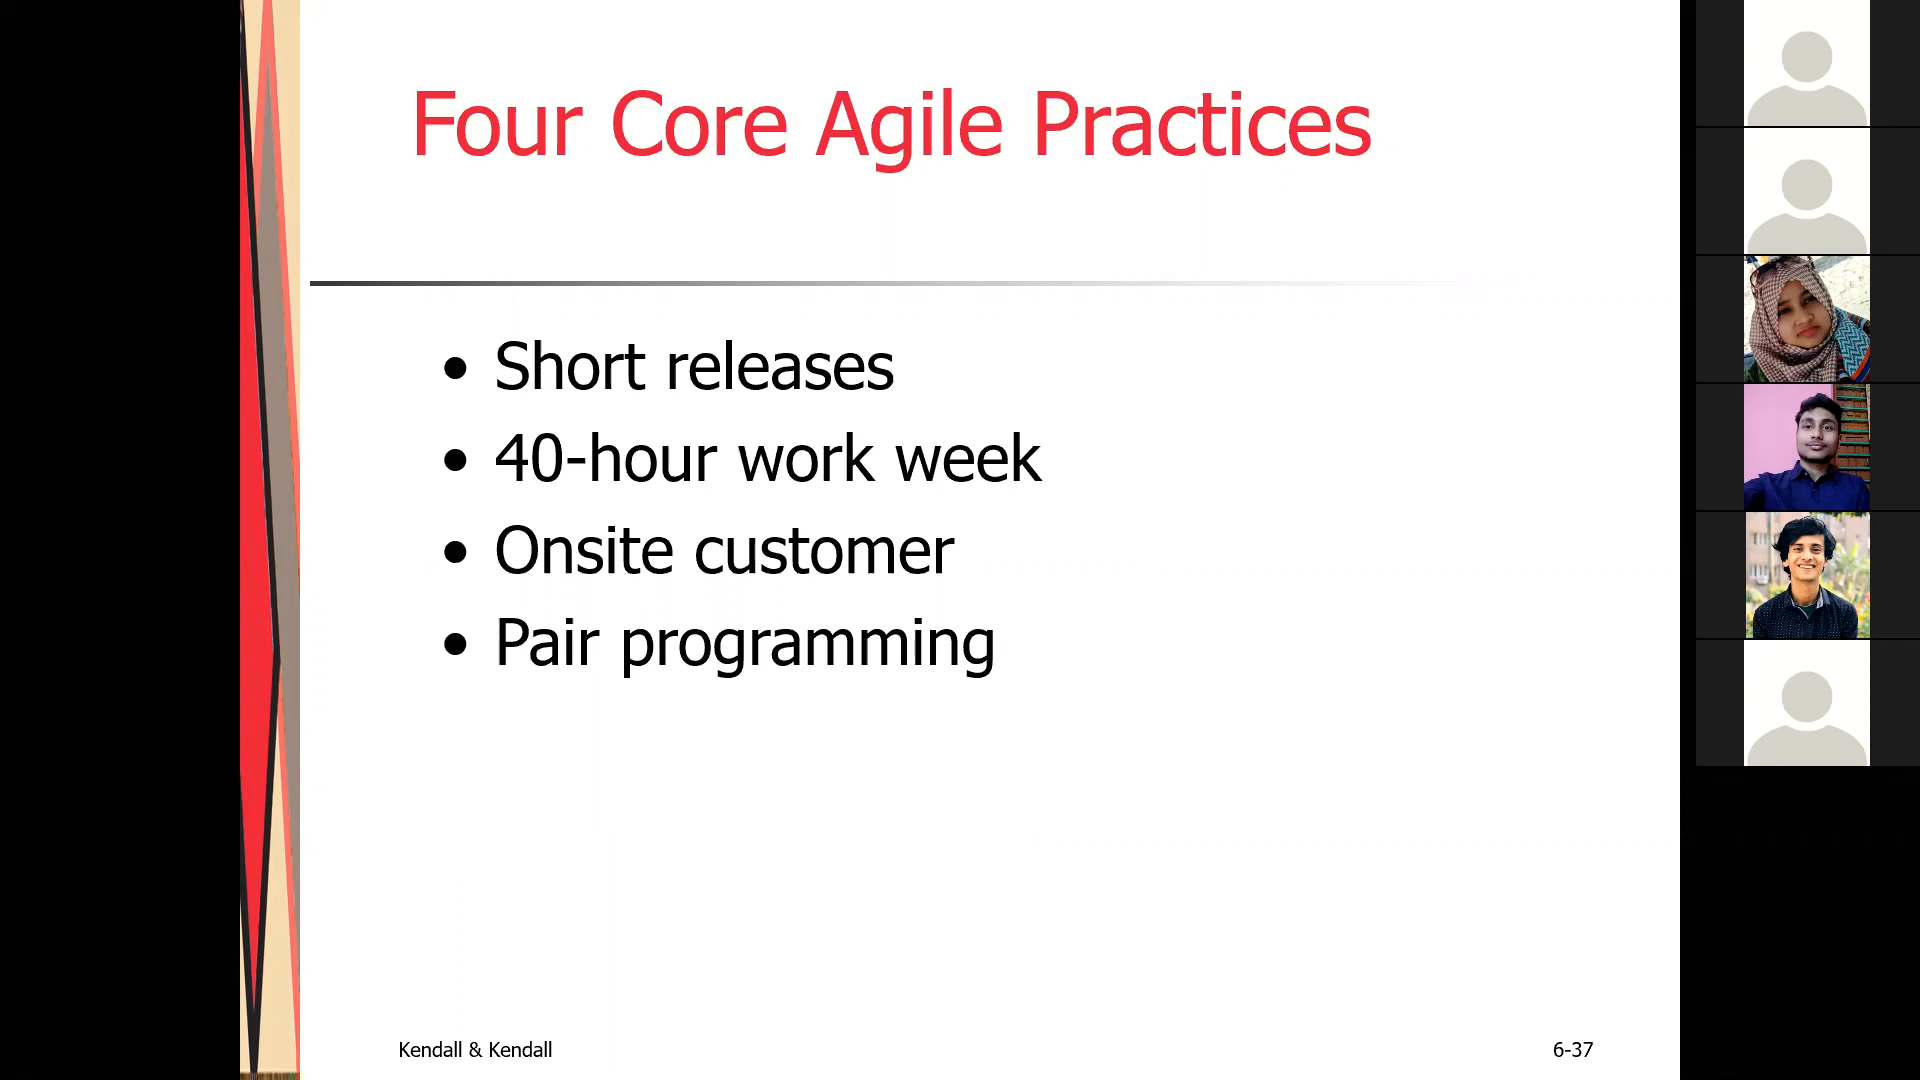 Four Core Agile Practices
• Short releases
• 40-hour work week
• Onsite customer
• Pair programming
Kendall & Kendall
6-37